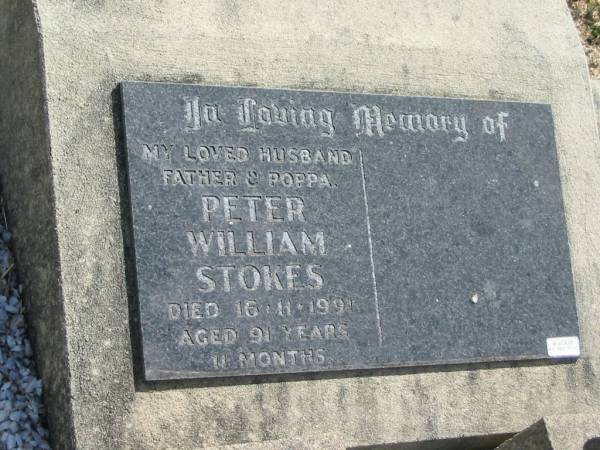 In Loving Memory of
MY LOVED HUSBAND
FATHER & POPPA.
PETER
WILLIAM
STOKES
DIED 16·11·1991
AGED 91 YEARS
11 MONTHS